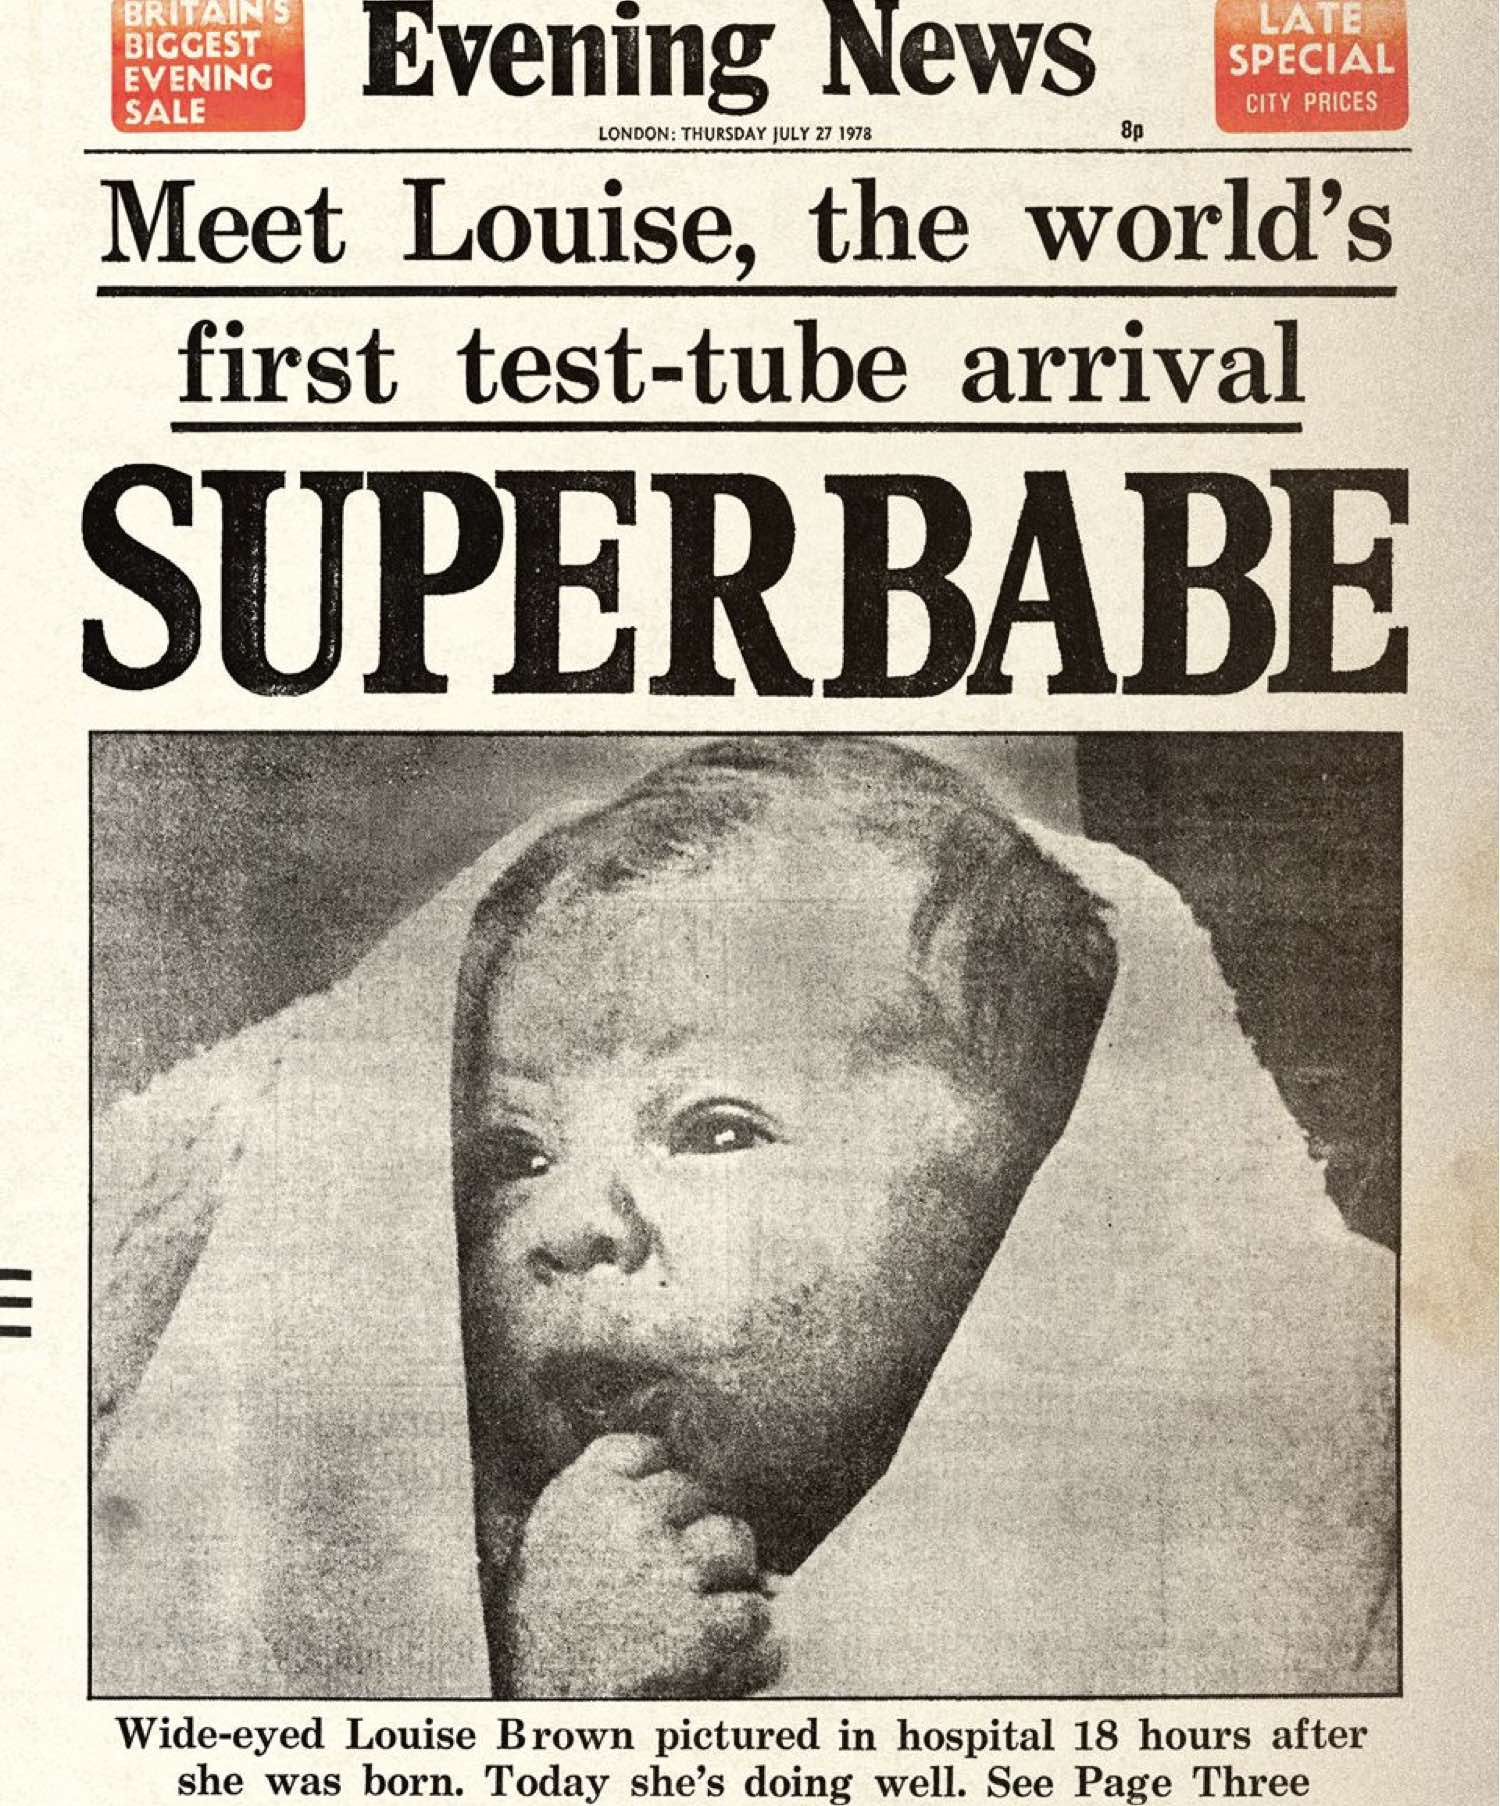 BRITAIN'S
BIGGEST
EVENING
SALE
Evening News
LATE
SPECIAL
CITY PRICES
LONDON: THURSDAY JULY 27 1978
8p
Meet Louise, the world's
first test-tube arrival
SUPERBABE
Wide-eyed Louise Brown pictured in hospital 18 hours after
she was born. Today she's doing well. See Page Three